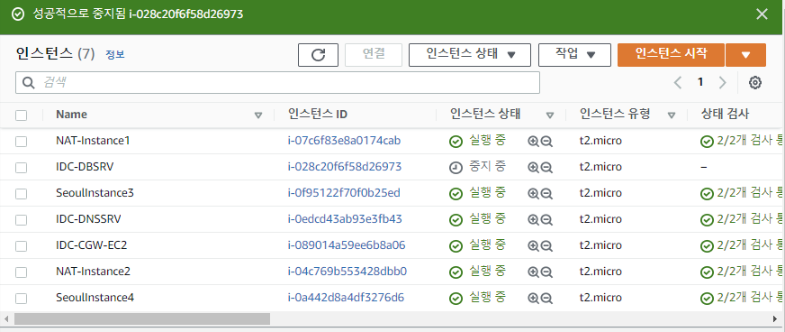 성공적으로 중지됨 i-028c20f6f58d26973
인스턴스 (7) 정보
연결 인스턴스 상태 작업 인스턴스 시작
검색
1
Name 인스턴스 ID 인스턴스 상태 인스턴스 유형 상태 검사
NAT-Instance1 i-07c6f83e8a0174cab 실행 중 t2.micro 2/2개 검사
IDC-DBSRV i-028c20f6f58d26973 중지 중 t2.micro –
SeoulInstance3 i-0f95122f70f0b25ed 실행 중 t2.micro 2/2개 검사
IDC-DNSSRV i-0edcd43ab93e3fb43 실행 중 t2.micro 2/2개 검사
IDC-CGW-EC2 i-089014a59ee6b8a06 실행 중 t2.micro 2/2개 검사
NAT-Instance2 i-04c769b553428dbb0 실행 중 t2.micro 2/2개 검사
SeoulInstance4 i-0a442d8a4df3276d6 실행 중 t2.micro 2/2개 검사